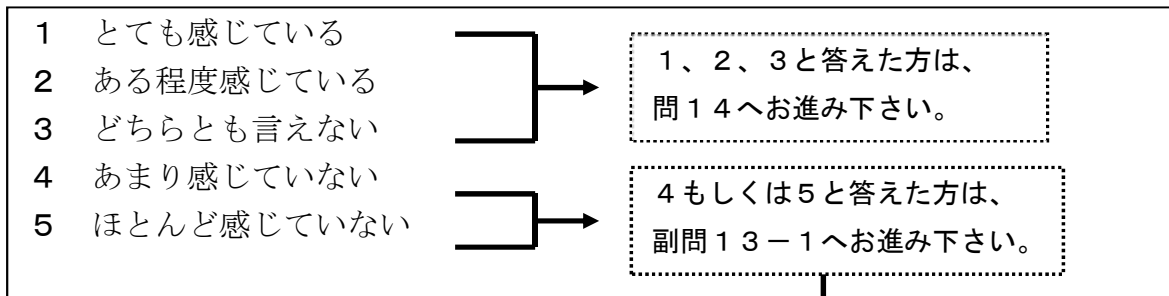 1 とても感じている
2 ある程度感じている
3 どちらとも言えない
4 あまり感じていない
5 ほとんど感じていない
1、2、3と答えた方は、
問14へお進み下さい。
4もしくは5と答えた方は、
副問13－1へお進み下さい。